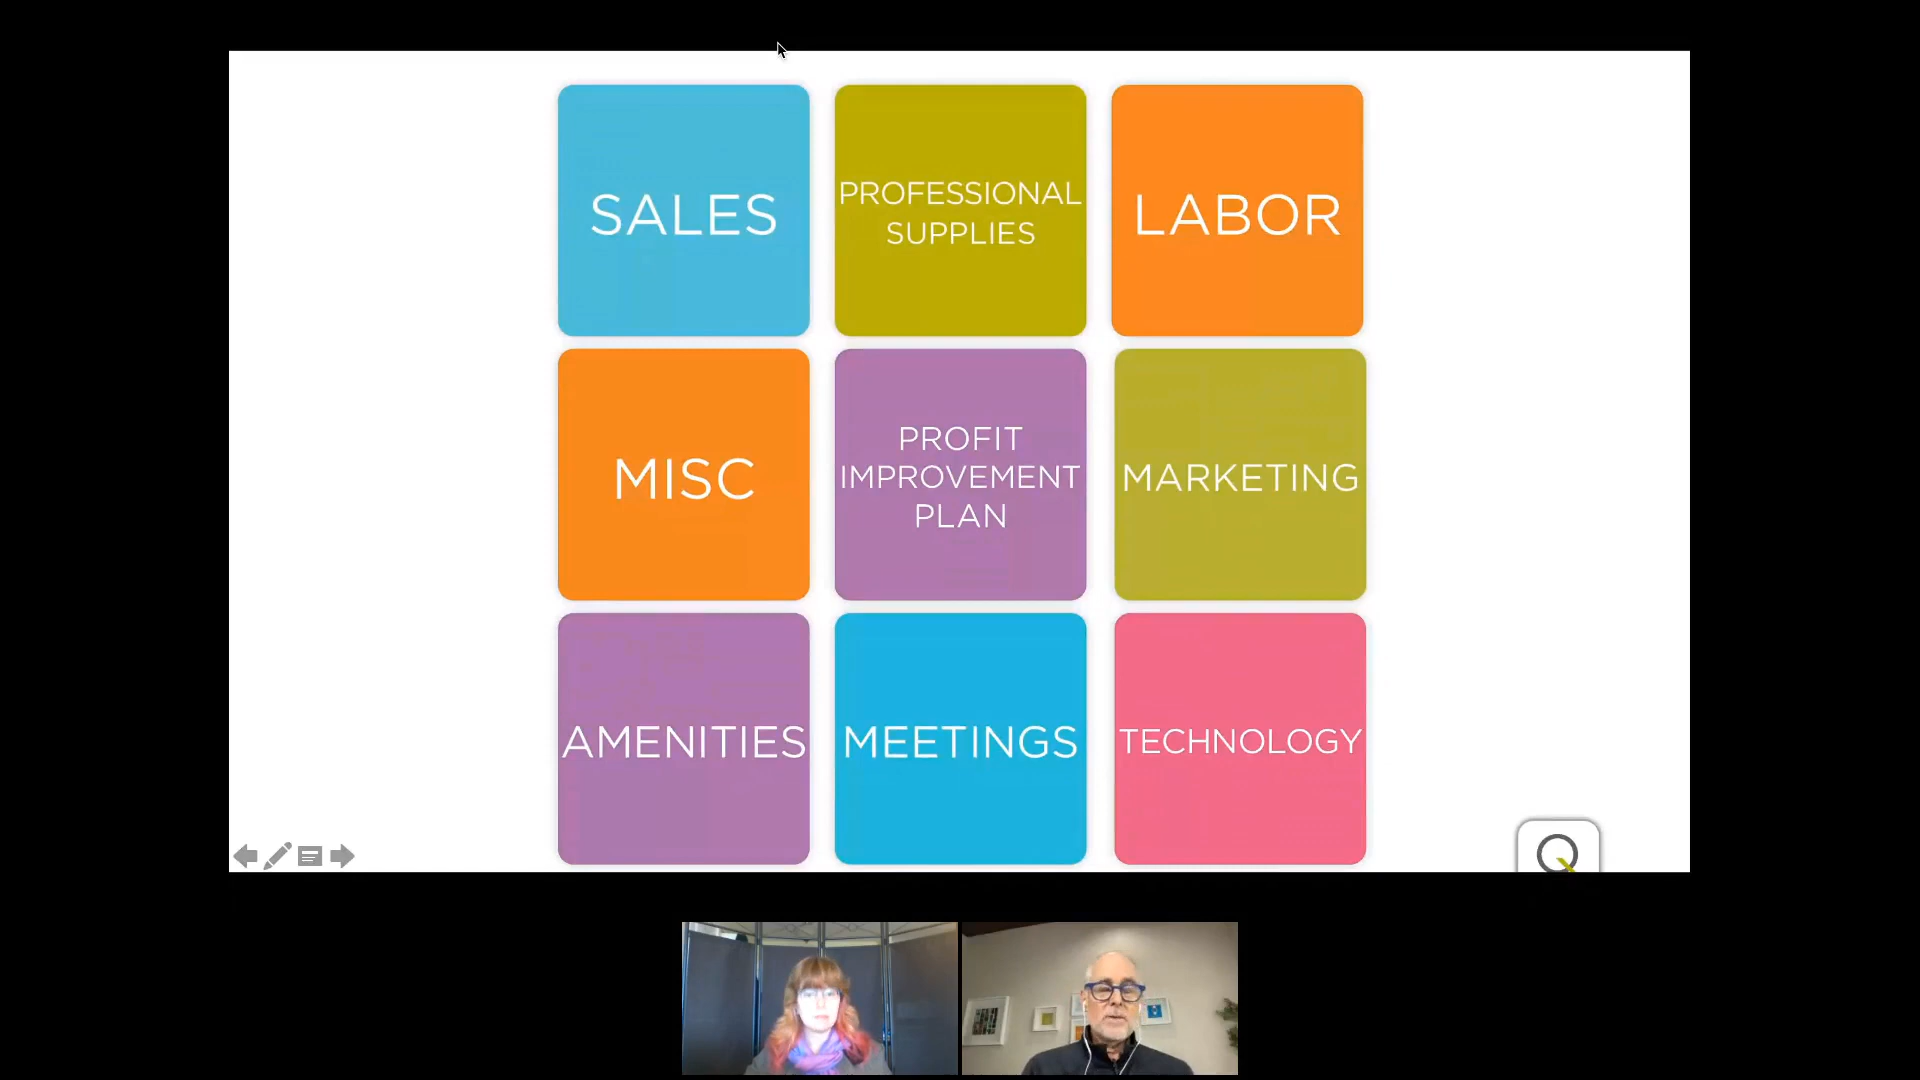 SALES
PROFESSIONAL
SUPPLIES
LABOR
MISC
PROFIT
IMPROVEMENT
PLAN
MARKETING
AMENITIES
MEETINGS
TECHNOLOGY
Q